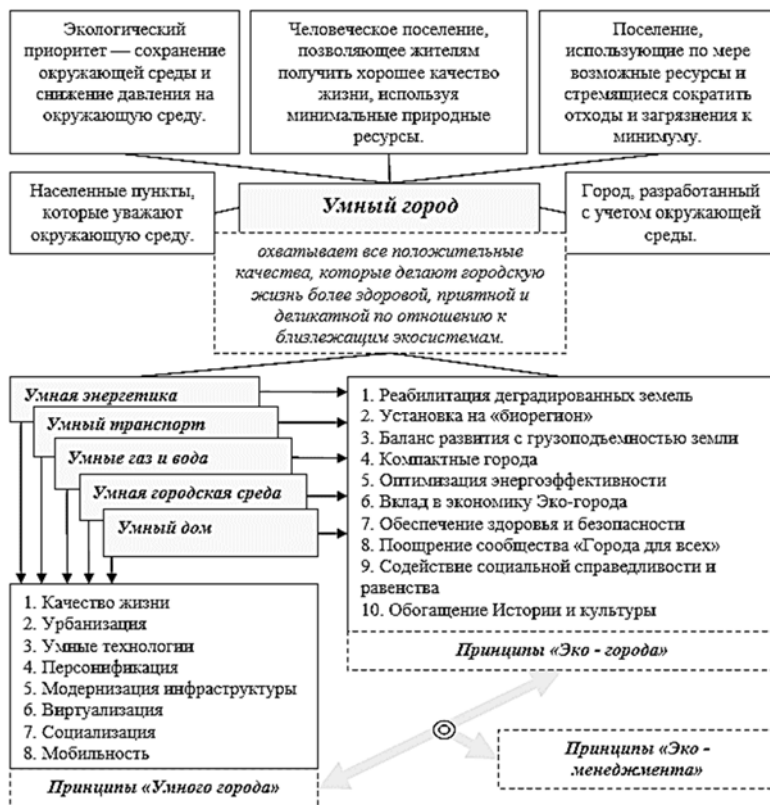 Экологический
приоритет — сохранение
окружающей среды и
снижение давления на
окружающую среду.
Человеческое поселение,
позволяющее жителям
получить хорошее качество
жизни, используя
минимальные природные
ресурсы.
Поселение,
использующие по мере
возможные ресурсы и
стремящиеся сократить
отходы и загрязнения к
минимуму.
Населенные пункты,
которые уважают
окружающую среду.
Умный город
Город, разработанный
с учетом окружающей
среды.
охватывает все положительные
качества, которые делают городскую
жизнь более здоровой, приятной и
деликатной по отношению к
близлежащим экосистемам.
Умная энергетика
Умный транспорт
Умные газ и вода
Умная городская среда
Умный дом
1. Реабилитация деградированных земель
2. Установка на «биорегион»
3. Баланс развития с грузоподъемностью земли
4. Компактные города
5. Оптимизация энергоэффективности
6. Вклад в экономику Эко-города
7. Обеспечение здоровья и безопасности
8. Поощрение сообщества «Города для всех»
9. Содействие социальной справедливости и
равенства
10. Обогащение Истории и культуры
Принципы «Эко - города»
1. Качество жизни
2. Урбанизация
3. Умные технологии
4. Персонификация
5. Модернизация инфраструктуры
6. Виртуализация
7. Социализация
8. Мобильность
Принципы «Умного города»
Принципы «Эко -
менеджмента»